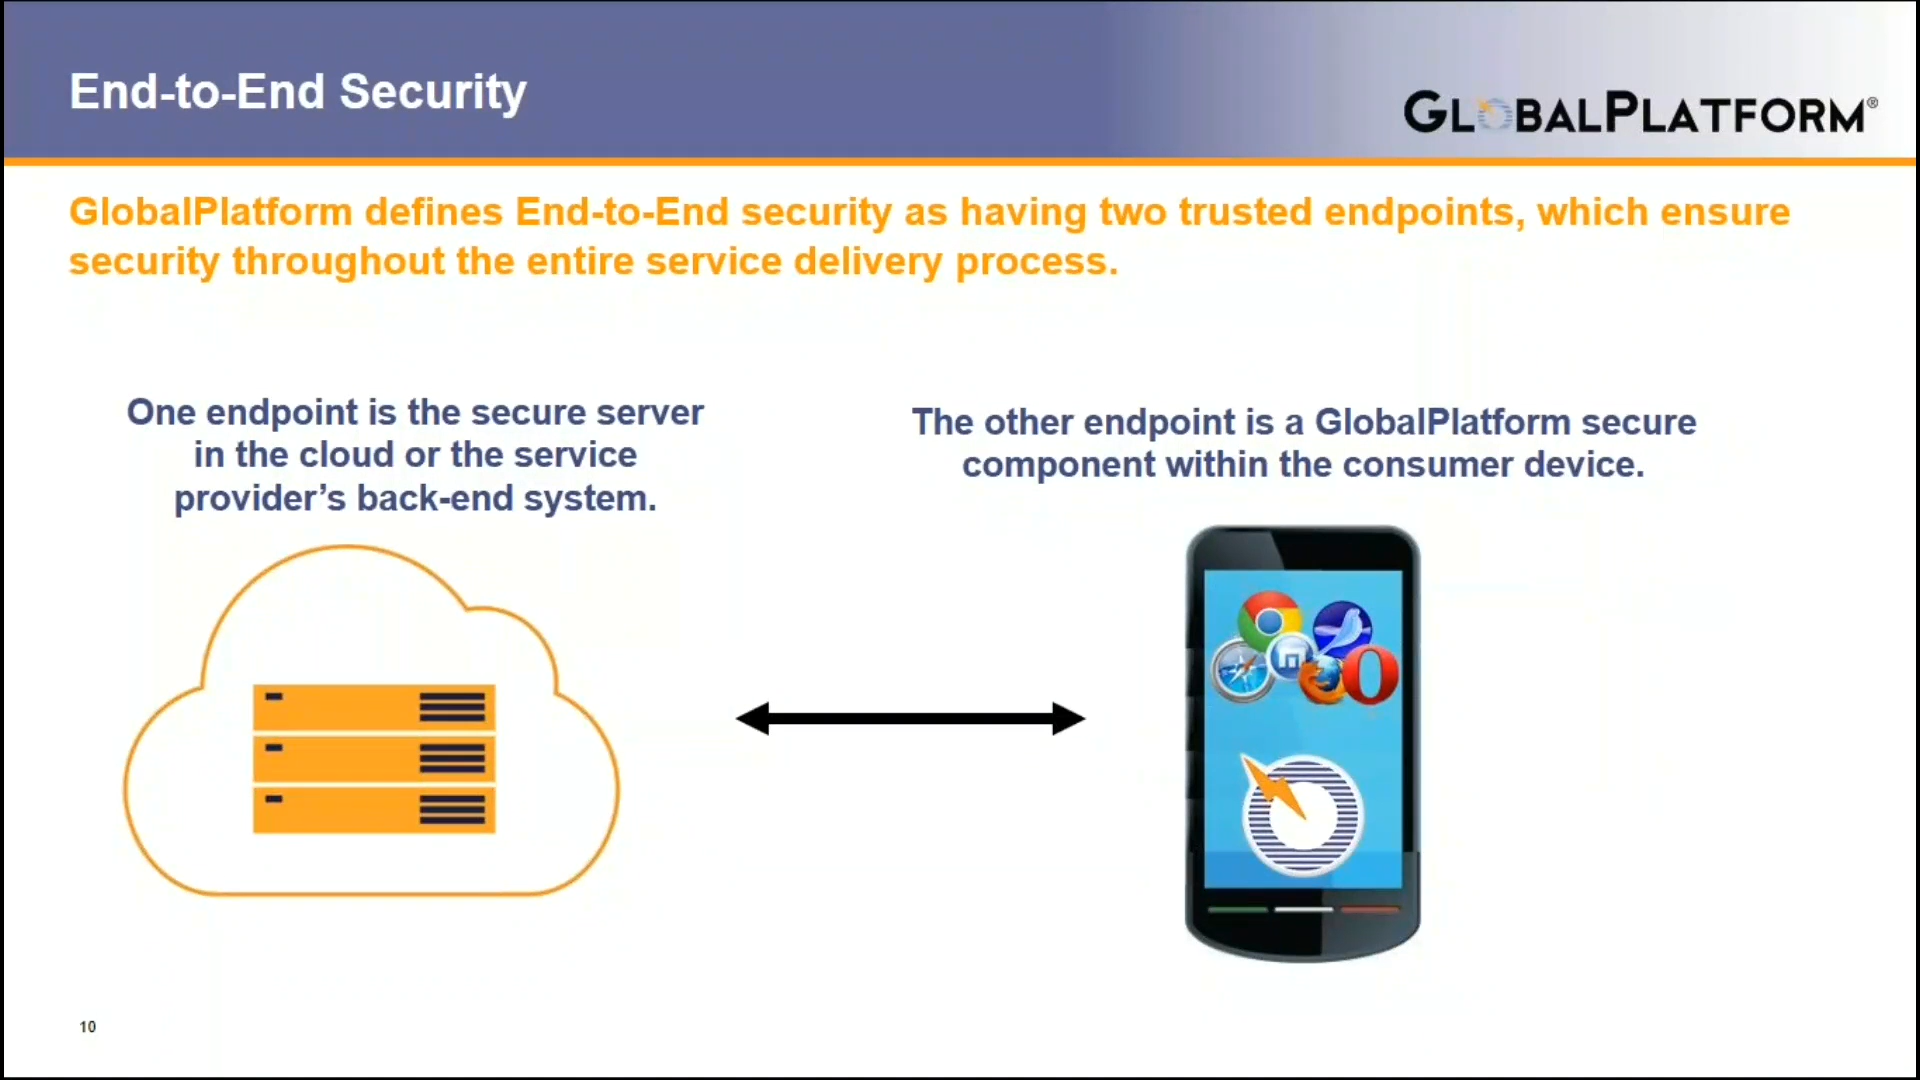 End-to-End Security
GLOBALPLATFORM®
GlobalPlatform defines End-to-End security as having two trusted endpoints, which ensure
security throughout the entire service delivery process.
One endpoint is the secure server
in the cloud or the service
provider’s back-end system.
The other endpoint is a GlobalPlatform secure
component within the consumer device.
10